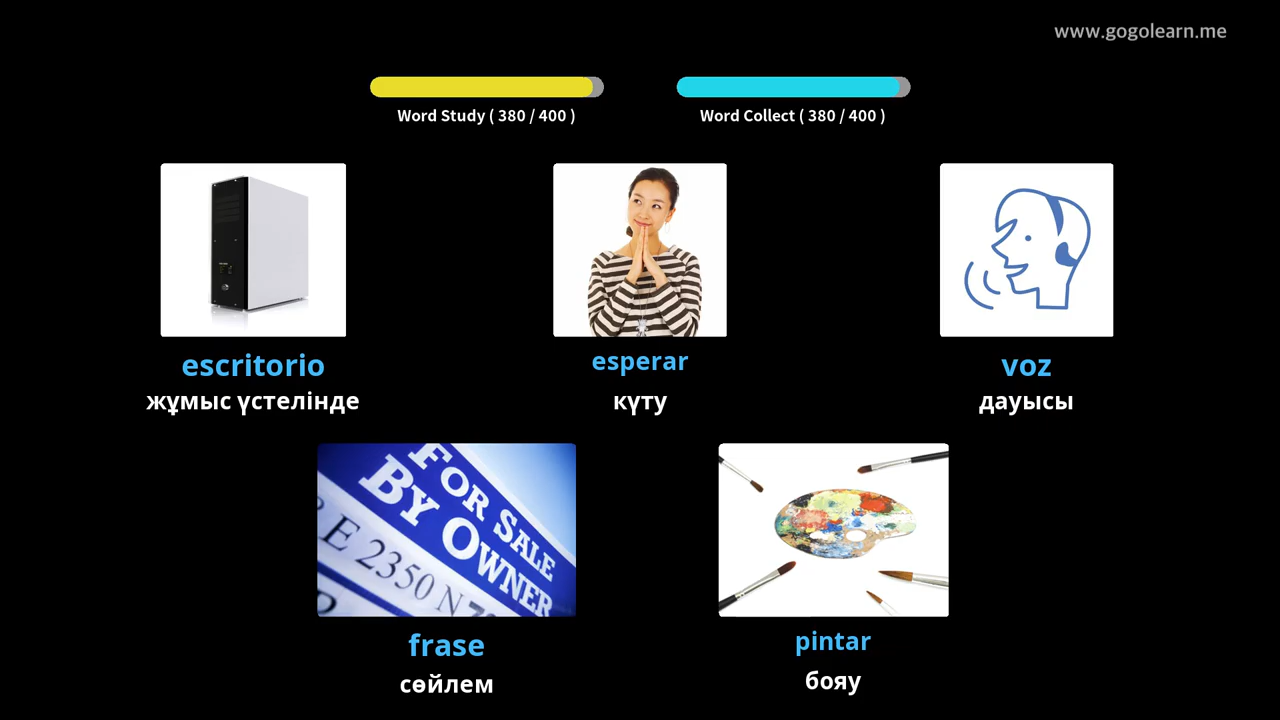 www.gogolearn.me
Word Study ( 380 / 400 )
Word Collect ( 380 / 400 )
escritorio
жұмыс үстелінде
esperar
күту
voz
дауысы
FOR SALE
BY OWNER
E 2350 N
frase
сөйлем
pintar
бояу